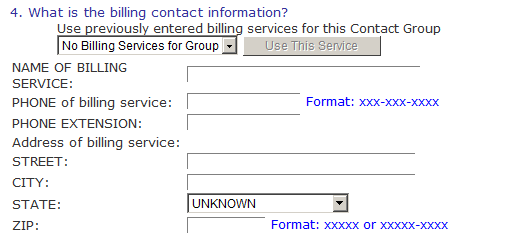 4. What is the billing contact information?
Use previously entered billing services for this Contact Group
No Billing Services for Group Use This Service
NAME OF BILLING
SERVICE:
PHONE of billing service: Format: xxx-xxx-xxxx
PHONE EXTENSION:
Address of billing service:
STREET:
CITY:
STATE: UNKNOWN
ZIP: Format: xxxxx or xxxxx-xxxx